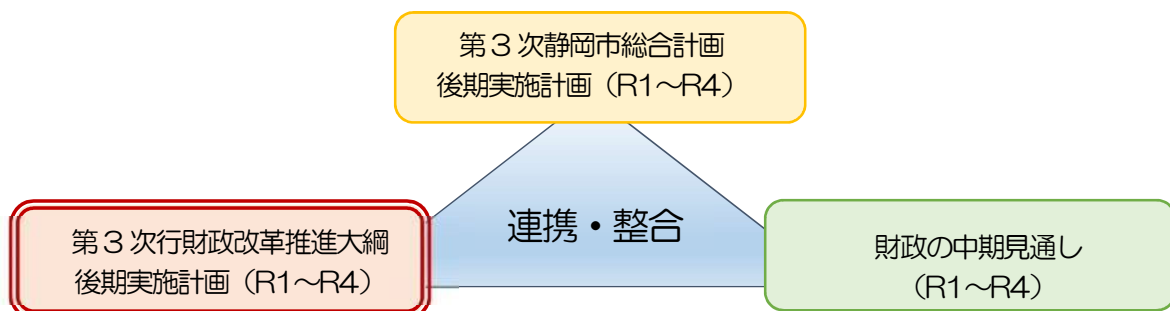 第３次静岡市総合計画
後期実施計画（R1～R4）
連携・整合
第３次行財政改革推進大綱
後期実施計画（R1～R4）
財政の中期見通し
（R1～R4）